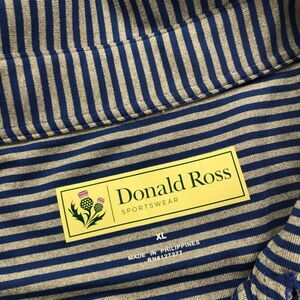 Donald Ross
SPORTSWEAR
XL
MADE IN PHILIPPINES